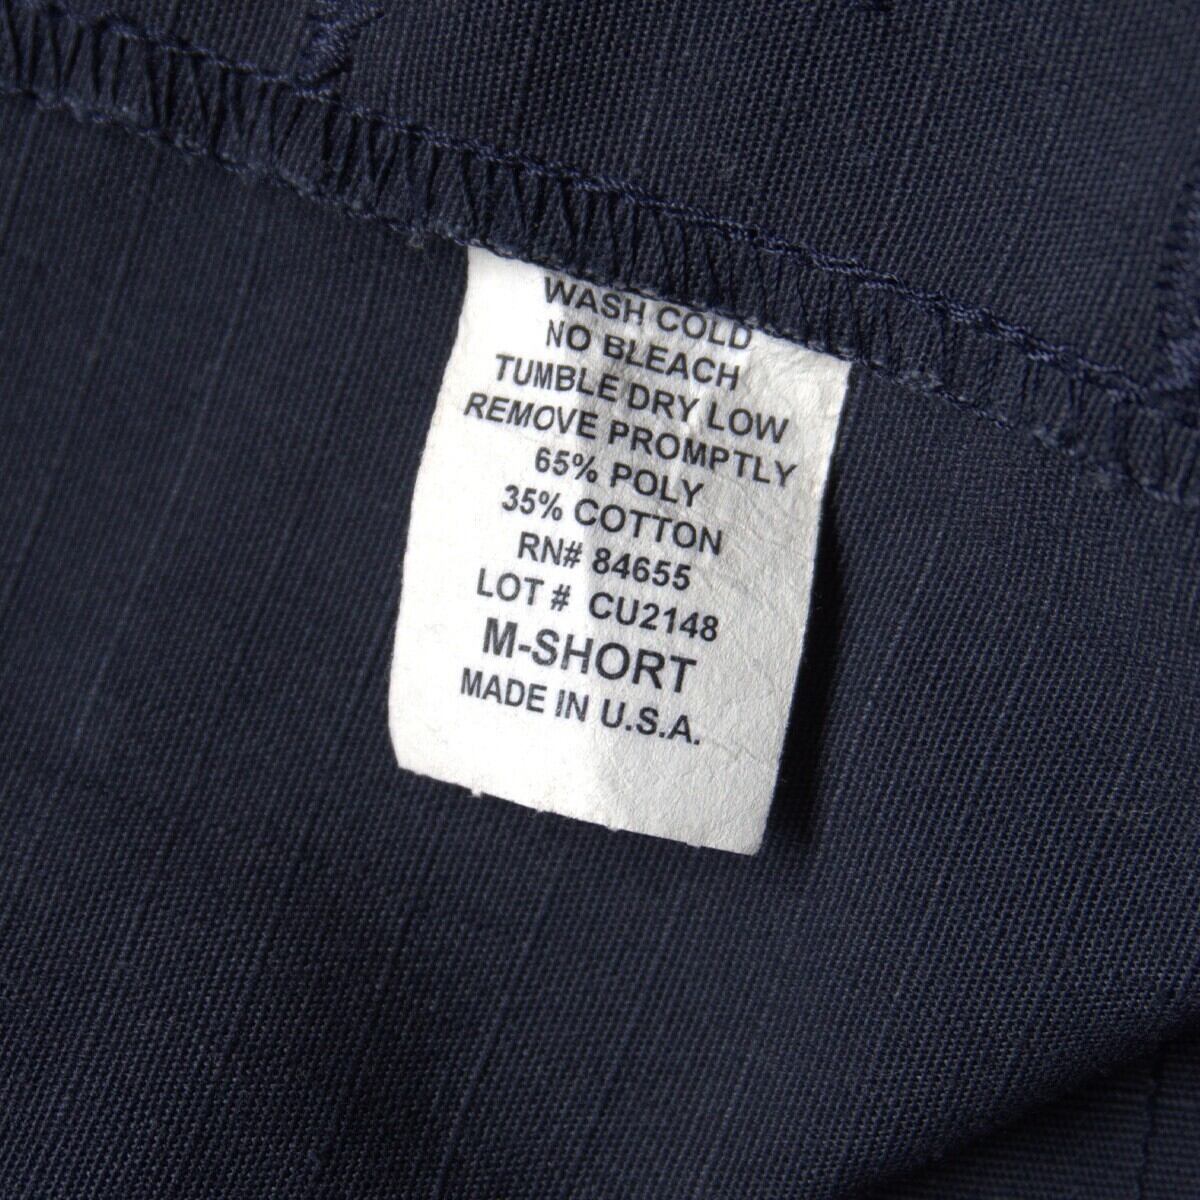 WASH COLD
NO BLEACH
TUMBLE DRY LOW
REMOVE PROMPTLY
65% POLY
35% COTTON
RN# 84655
LOT # CU2148
M-SHORT
MADE IN U.S.A.